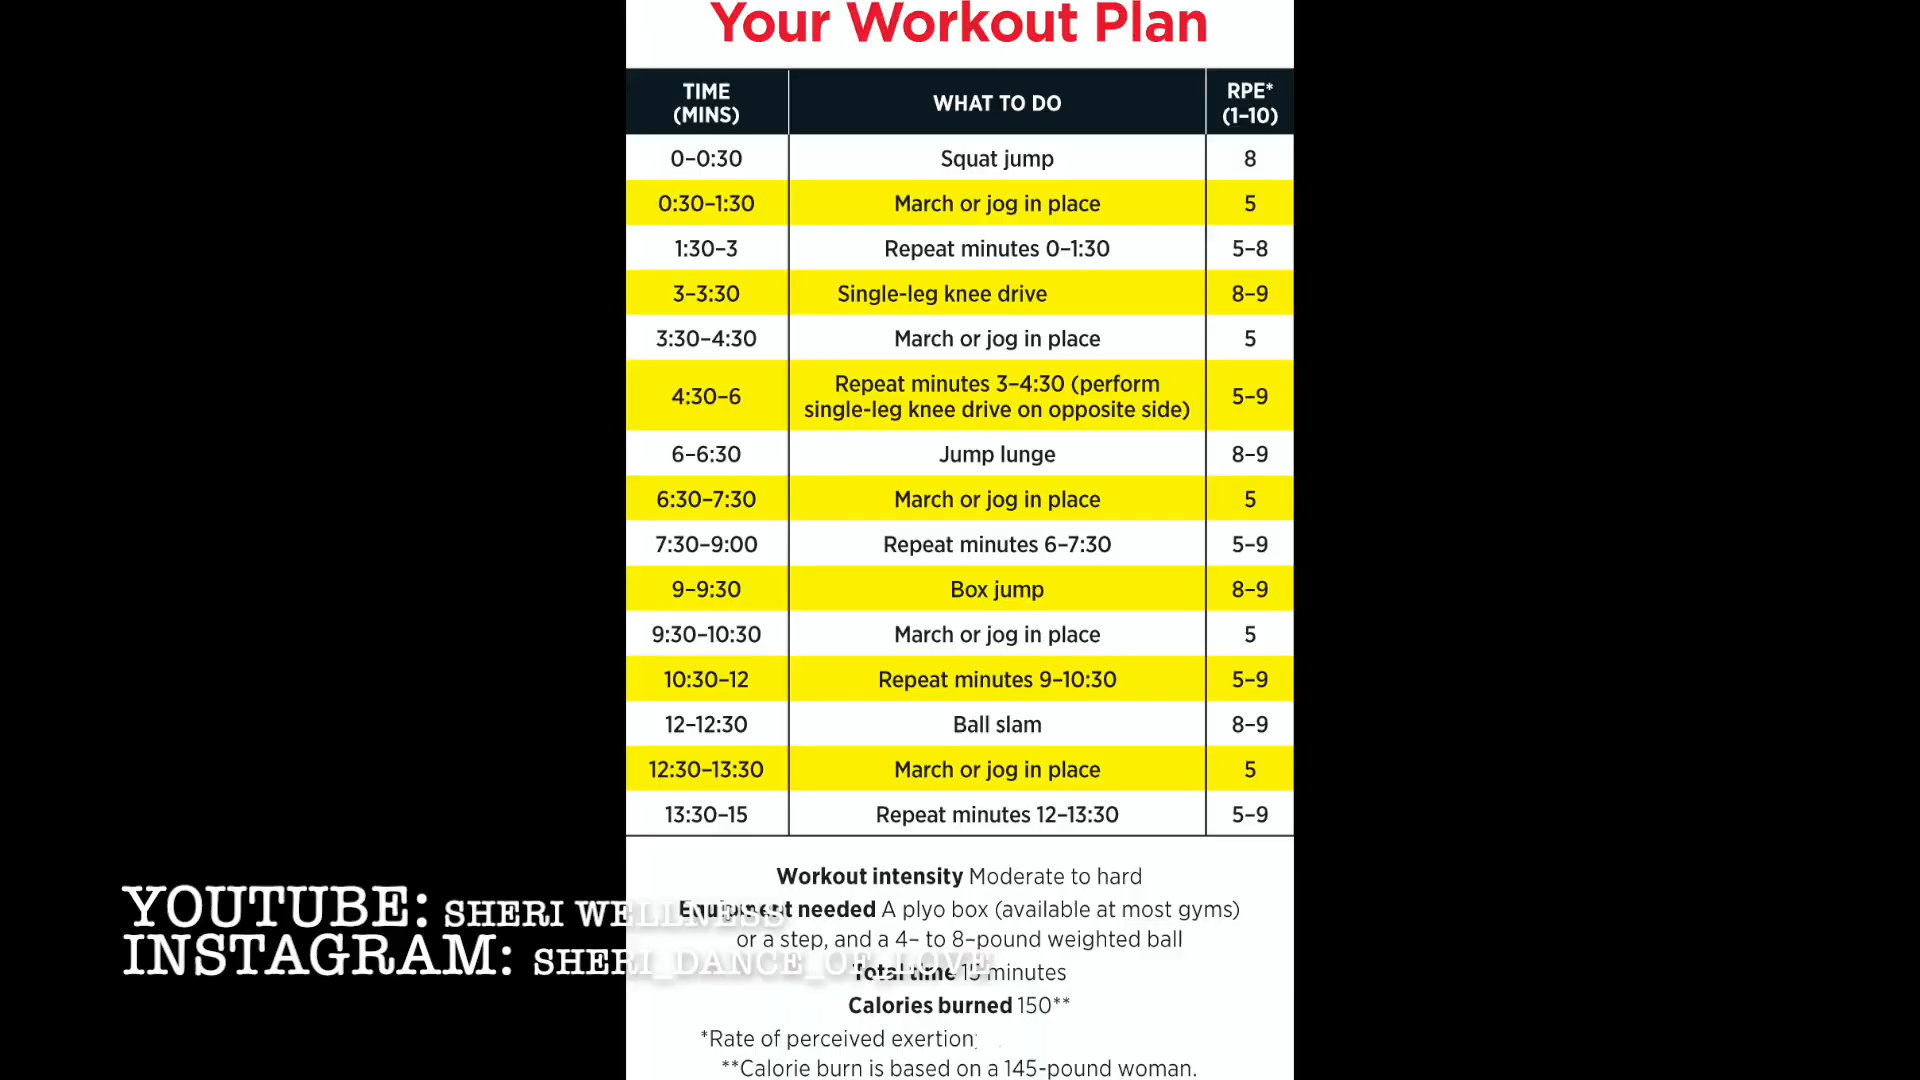 Your Workout Plan
TIME (MINS) WHAT TO DO RPE* (1–10)
0–0:30 Squat jump 8
0:30–1:30 March or jog in place 5
1:30–3 Repeat minutes 0–1:30 5–8
3–3:30 Single-leg knee drive 8–9
3:30–4:30 March or jog in place 5
4:30–6 Repeat minutes 3–4:30 (perform single-leg knee drive on opposite side) 5–9
6–6:30 Jump lunge 8–9
6:30–7:30 March or jog in place 5
7:30–9:00 Repeat minutes 6–7:30 5–9
9–9:30 Box jump 8–9
9:30–10:30 March or jog in place 5
10:30–12 Repeat minutes 9–10:30 5–9
12–12:30 Ball slam 8–9
12:30–13:30 March or jog in place 5
13:30–15 Repeat minutes 12–13:30 5–9
Workout intensity Moderate to hard
Equipment needed A plyo box (available at most gyms)
or a step, and a 4– to 8–pound weighted ball
Total time 15 minutes
Calories burned 150**
*Rate of perceived exertion;
**Calorie burn is based on a 145-pound woman.
YOUTUBE: SHERI WELLNESS
INSTAGRAM: SHERI_DANCE_OF_LOVE